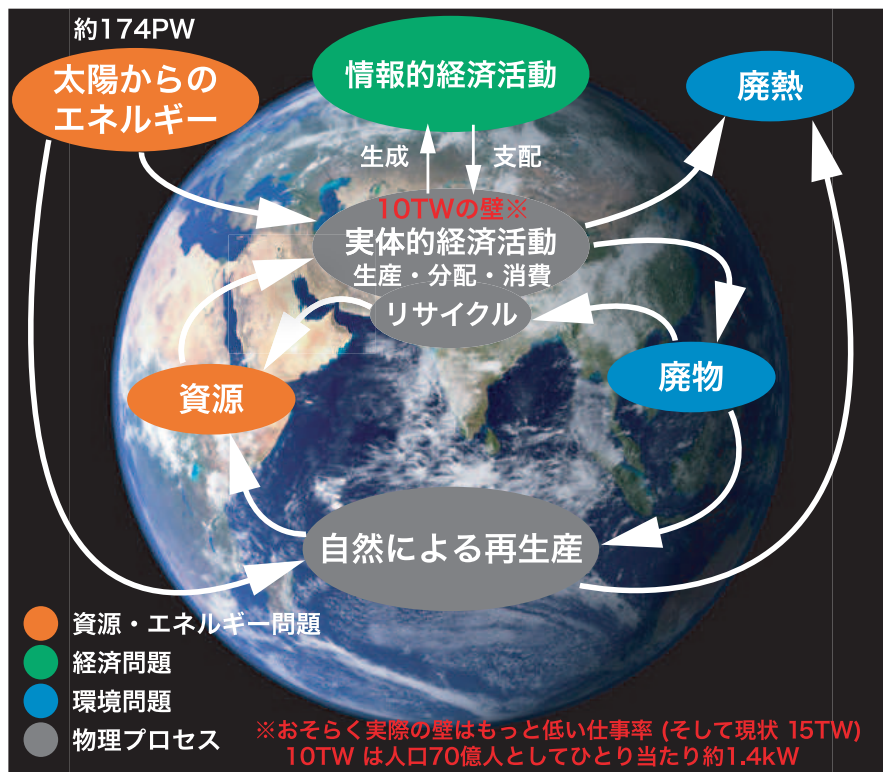 約174PW
太陽からの
エネルギー
情報的経済活動
廃熱
生成
支配
10TWの壁※
実体的経済活動
生産・分配・消費
リサイクル
資源
廃物
自然による再生産
資源・エネルギー問題
経済問題
環境問題
物理プロセス
※おそらく実際の壁はもっと低い仕事率 (そして現状 15TW)
10TW は人口70億人としてひとり当たり約1.4kW